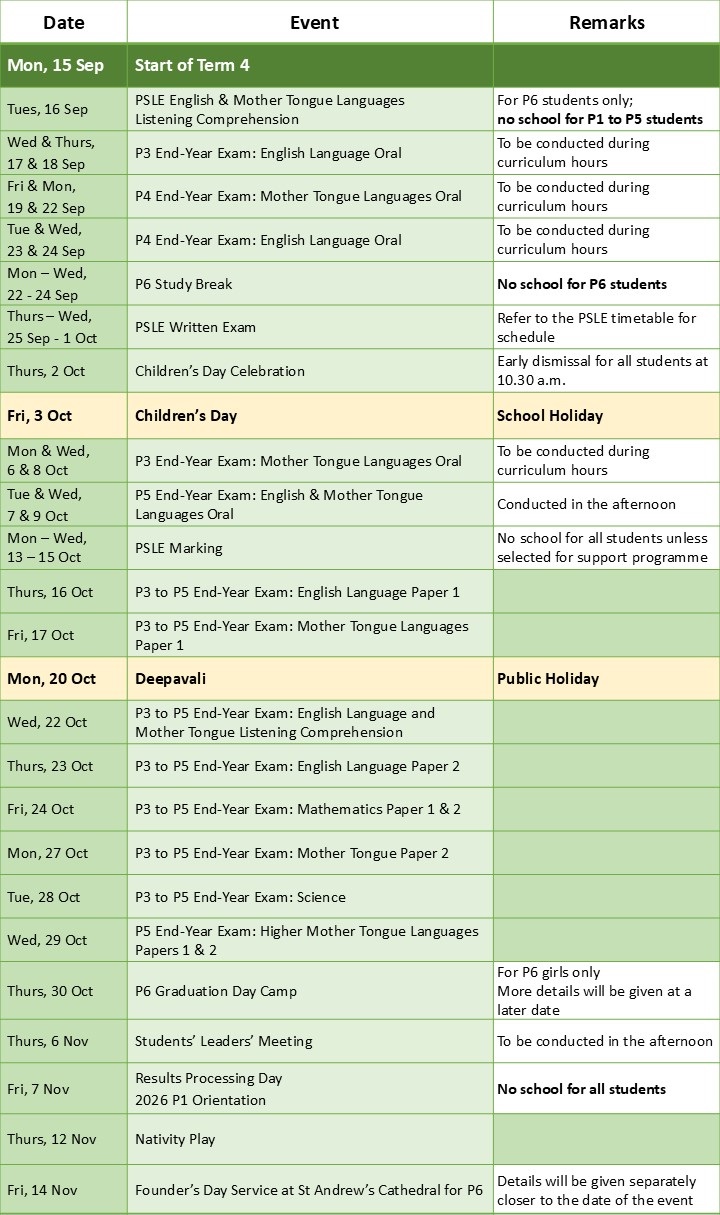 Date Event Remarks
Mon, 15 Sep Start of Term 4
Tues, 16 Sep
PSLE English & Mother Tongue Languages
Listening Comprehension
For P6 students only;
no school for P1 to P5 students
Wed & Thurs,
17 & 18 Sep
P3 End-Year Exam: English Language Oral
To be conducted during
curriculum hours
Fri & Mon,
19 & 22 Sep
P4 End-Year Exam: Mother Tongue Languages Oral
To be conducted during
curriculum hours
Tue & Wed,
23 & 24 Sep
P4 End-Year Exam: English Language Oral
To be conducted during
curriculum hours
Mon – Wed,
22 - 24 Sep
P6 Study Break
No school for P6 students
Thurs – Wed,
25 Sep - 1 Oct
PSLE Written Exam
Refer to the PSLE timetable for
schedule
Thurs, 2 Oct
Children’s Day Celebration
Early dismissal for all students at
10.30 a.m.
Fri, 3 Oct Children’s Day School Holiday
Mon & Wed,
6 & 8 Oct
P3 End-Year Exam: Mother Tongue Languages Oral
To be conducted during
curriculum hours
Tue & Wed,
7 & 9 Oct
P5 End-Year Exam: English & Mother Tongue
Languages Oral
Conducted in the afternoon
Mon – Wed,
13 – 15 Oct
PSLE Marking
No school for all students unless
selected for support programme
Thurs, 16 Oct P3 to P5 End-Year Exam: English Language Paper 1
Fri, 17 Oct
P3 to P5 End-Year Exam: Mother Tongue Languages
Paper 1
Mon, 20 Oct Deepavali Public Holiday
Wed, 22 Oct
P3 to P5 End-Year Exam: English Language and
Mother Tongue Listening Comprehension
Thurs, 23 Oct P3 to P5 End-Year Exam: English Language Paper 2
Fri, 24 Oct P3 to P5 End-Year Exam: Mathematics Paper 1 & 2
Mon, 27 Oct P3 to P5 End-Year Exam: Mother Tongue Paper 2
Tue, 28 Oct P3 to P5 End-Year Exam: Science
Wed, 29 Oct
P5 End-Year Exam: Higher Mother Tongue Languages
Papers 1 & 2
Thurs, 30 Oct
P6 Graduation Day Camp
For P6 girls only
More details will be given at a
later date
Thurs, 6 Nov Students’ Leaders’ Meeting To be conducted in the afternoon
Fri, 7 Nov
Results Processing Day
2026 P1 Orientation
No school for all students
Thurs, 12 Nov Nativity Play
Fri, 14 Nov
Founder’s Day Service at St Andrew’s Cathedral for P6
Details will be given separately
closer to the date of the event